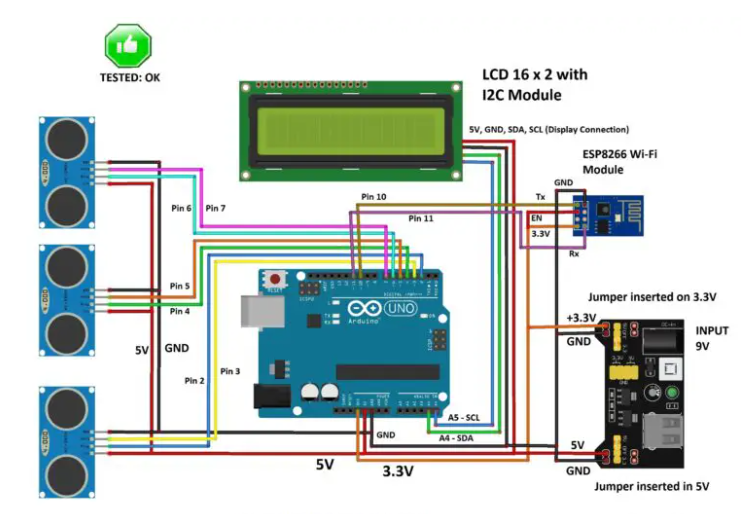 TESTED: OK
LCD 16 x 2 with
I2C Module
5V, GND, SDA, SCL (Display Connection)
ESP8266 Wi-Fi
Module
GND
Pin 10
Tx
Pin 6
Pin 7
Pin 11
EN
3.3V
Rx
RESET
Pin 5
Pin 4
UNO
Arduino
Jumper inserted on 3.3V
+3.3V
GND
INPUT
9V
5V
GND
Pin 2
Pin 3
A5 - SCL
GND
A4 - SDA
5V
GND
5V
3.3V
Jumper inserted in 5V